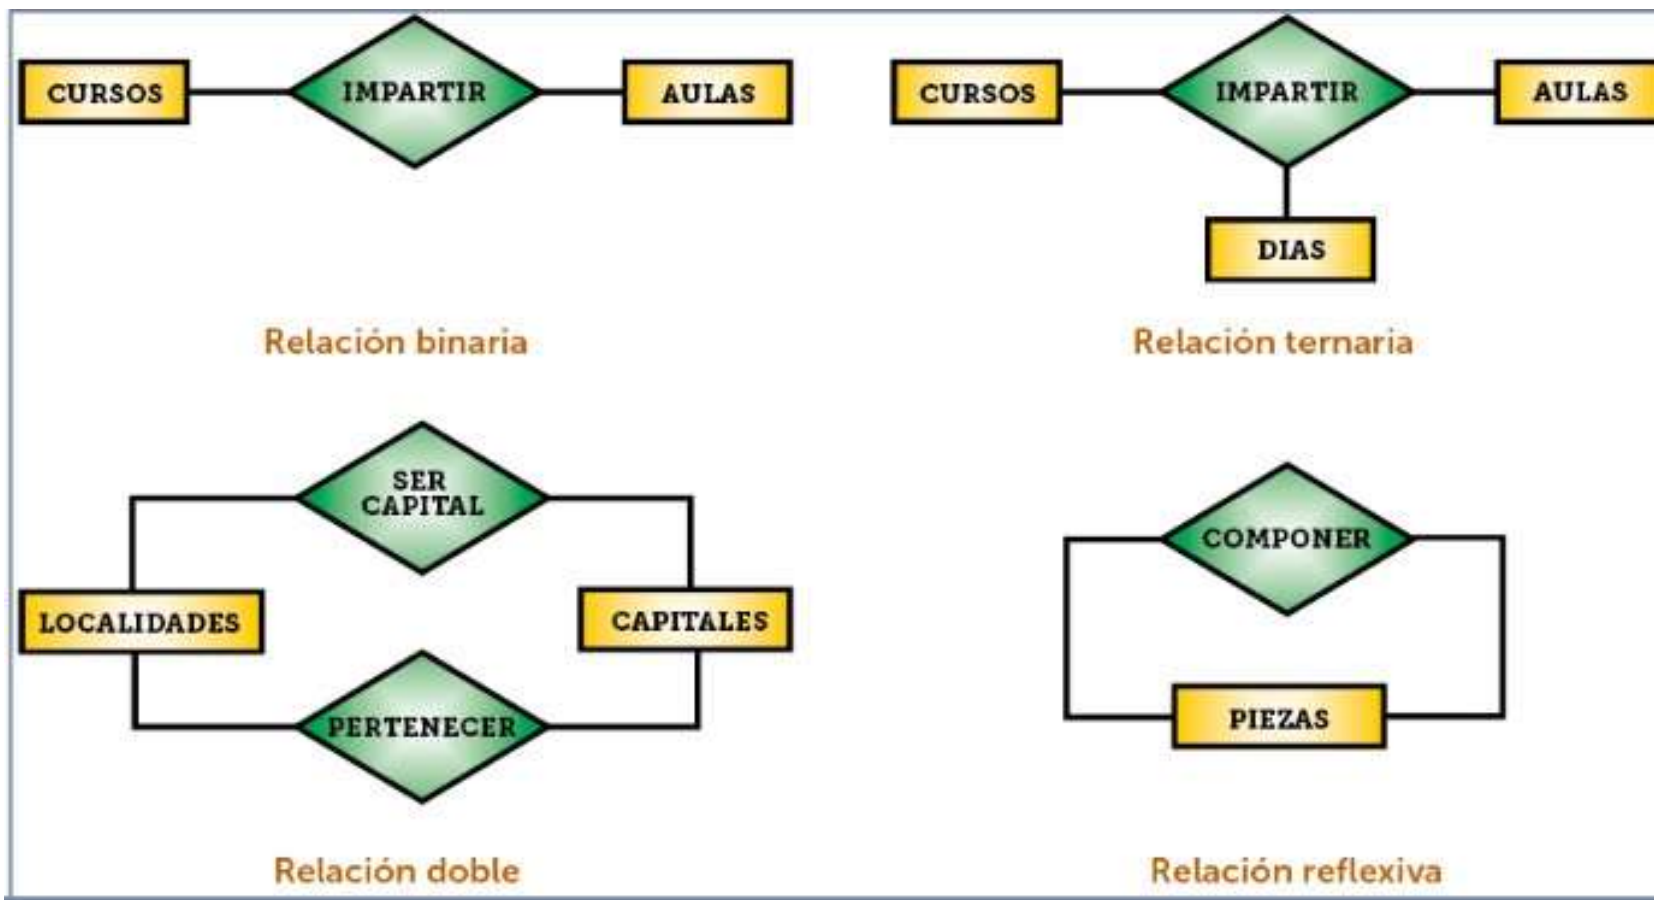 CURSOS
IMPARTIR
AULAS
CURSOS
IMPARTIR
AULAS
DIAS
Relación binaria
Relación ternaria
SER
CAPITAL
LOCALIDADES
CAPITALES
PERTENECER
COMPONER
PIEZAS
Relación doble
Relación reflexiva